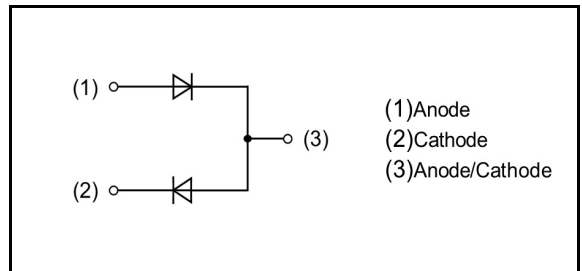 (1)
(3)
(2)
(1)Anode
(2)Cathode
(3)Anode/Cathode